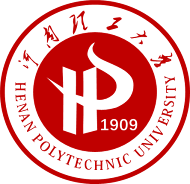 河南理工大学
HENAN POLYTECHNIC UNIVERSITY
HP
1909